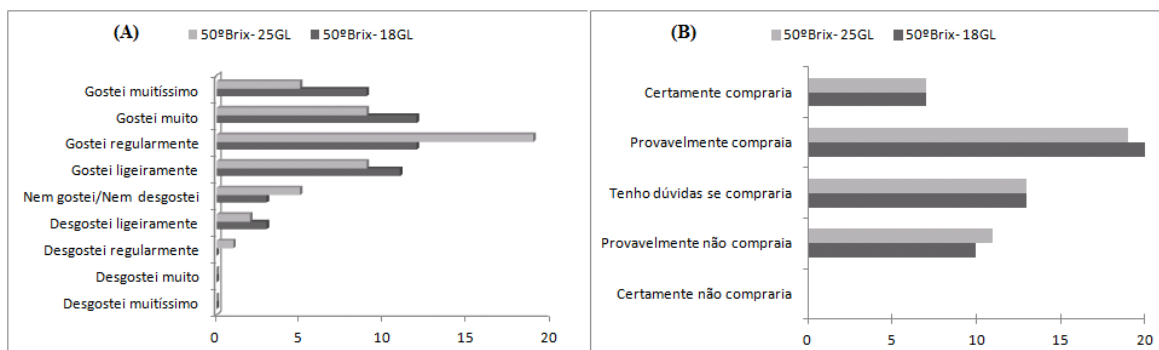 (A)
50ºBrix- 25GL 50ºBrix- 18GL
Gostei muitíssimo
Gostei muito
Gostei regularmente
Gostei ligeiramente
Nem gostei/Nem desgostei
Desgostei ligeiramente
Desgostei regularmente
Desgostei muito
Desgostei muitíssimo
0 5 10 15 20
(B)
50ºBrix- 25GL 50ºBrix- 18GL
Certamente compraria
Provavelmente compraia
Tenho dúvidas se compraria
Provavelmente não compraia
Certamente não compraria
0 5 10 15 20